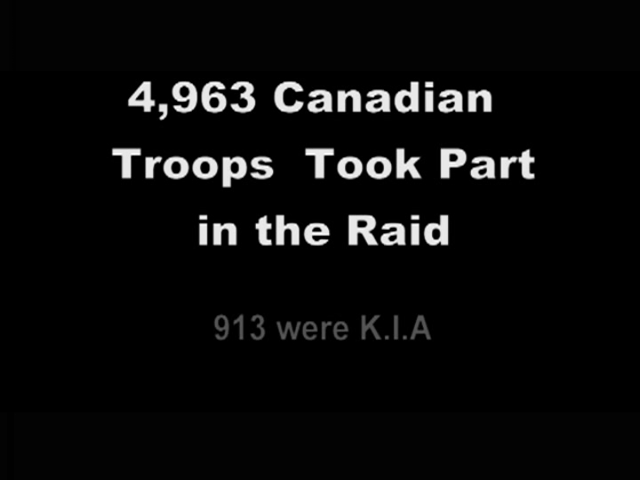 4,963 Canadian
Troops  Took Part
in the Raid
913 were K.I.A